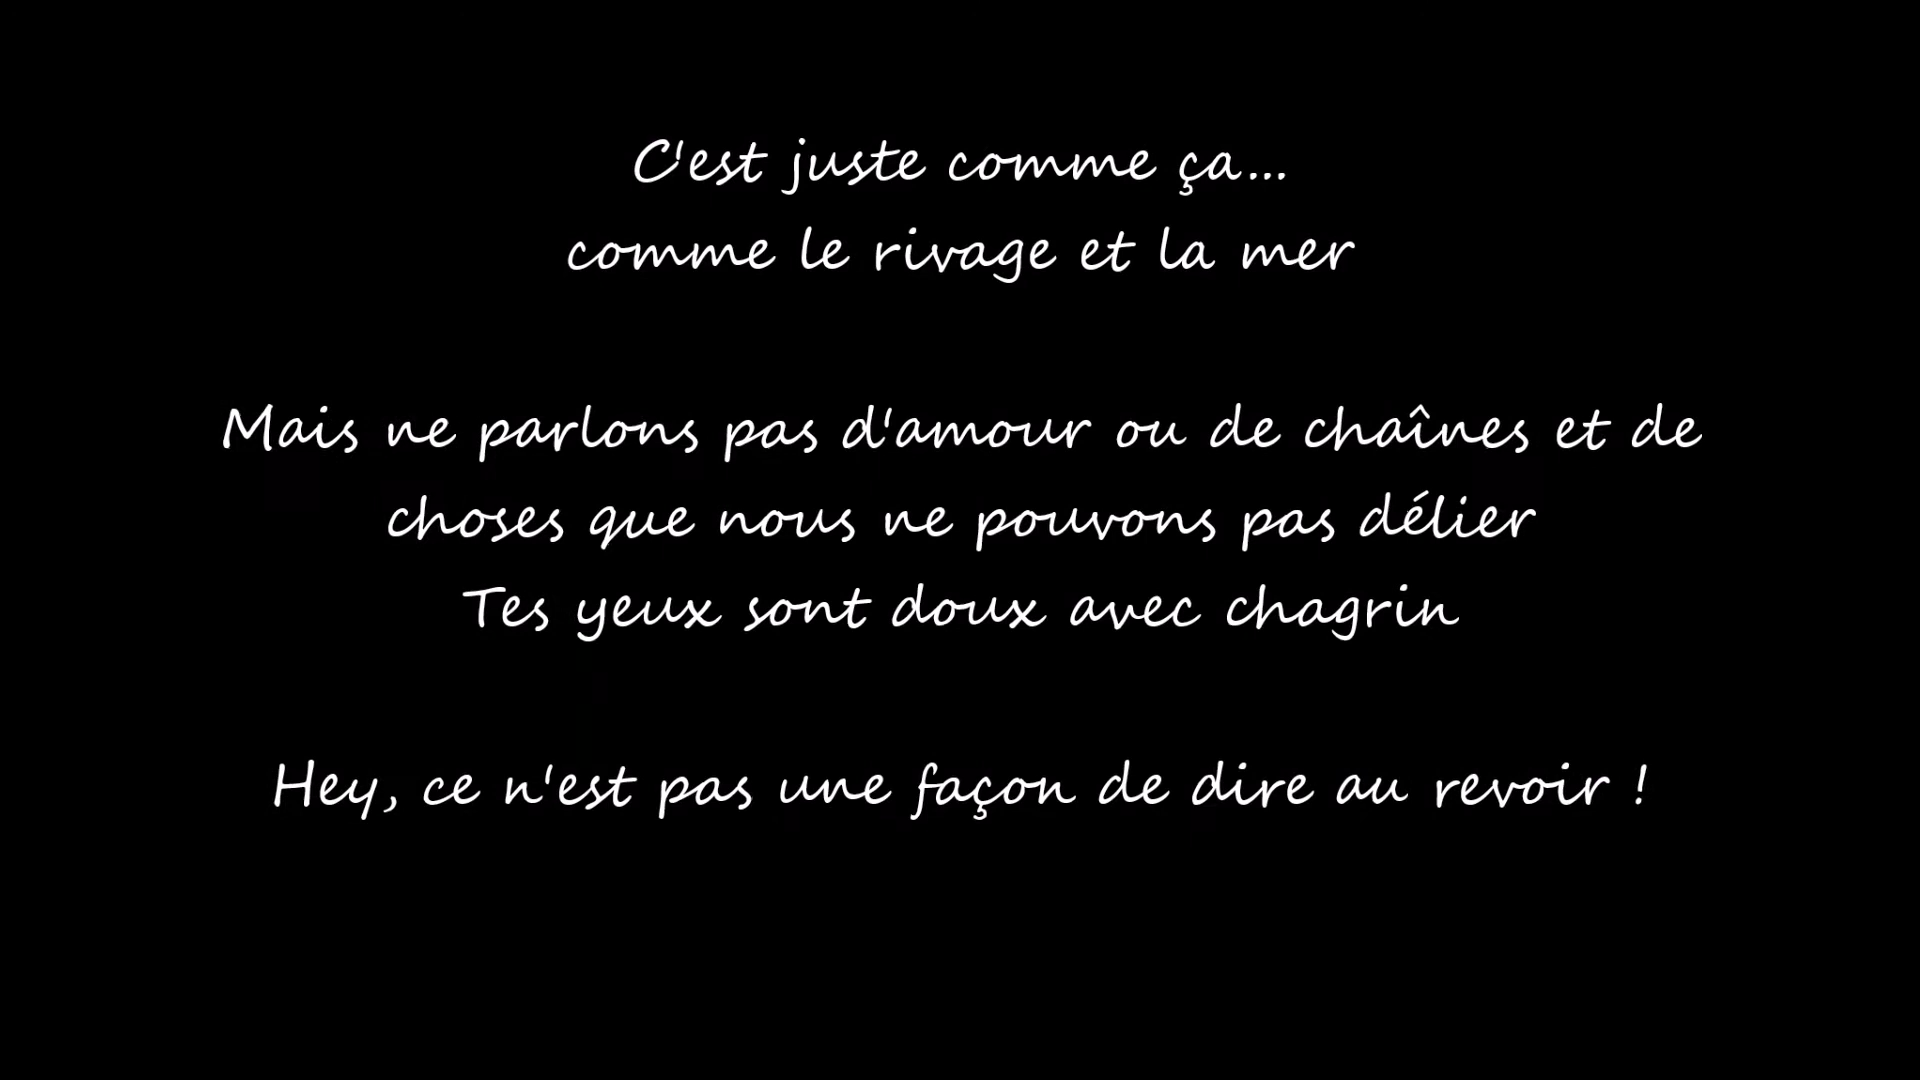 C'est juste comme ça...
comme le rivage et la mer
Mais ne parlons pas d'amour ou de chaînes et de
choses que nous ne pouvons pas délier
Tes yeux sont doux avec chagrin
Hey, ce n'est pas une façon de dire au revoir !